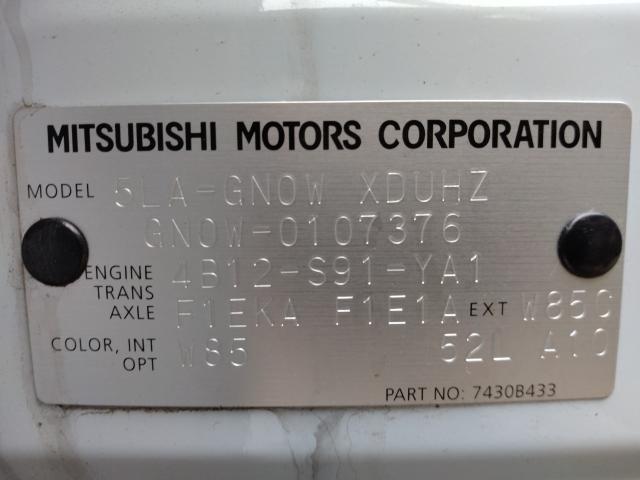 MITSUBISHI MOTORS CORPORATION
MODEL 5LA-GN0W XDUHZ
GN0W-0107376
ENGINE 4B12-S91-YA1
TRANS AXLE F1EKA F1E1A EXT W85C
COLOR, INT OPT W85 52L A10
PART NO: 7430B433